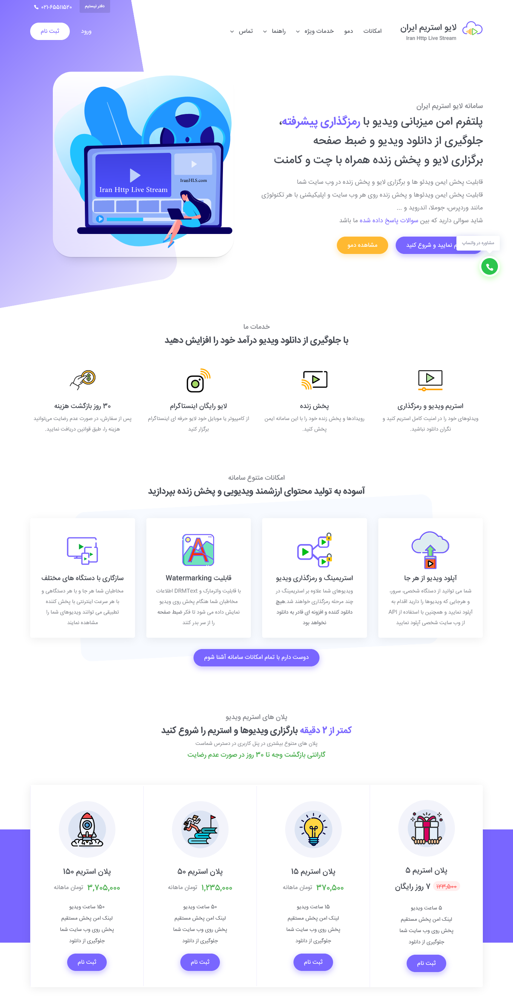 دفتر نیستیم
۰۲۱-۶۵۵۱۱۵۲۰
لایو استریم ایران
Iran Http Live Stream
امکانات
دمو
خدمات ویژه
راهنما
تماس
ورود
ثبت نام
سامانه لایو استریم ایران
پلتفرم امن میزبانی ویدیو با رمزگذاری پیشرفته،
جلوگیری از دانلود ویدیو و ضبط صفحه
برگزاری لایو و پخش زنده همراه با چت و کامنت
قابلیت پخش ایمن ویدئو ها و برگزاری لایو و پخش زنده در وب سایت شما
قابلیت پخش ایمن ویدئوها و پخش زنده روی هر وب سایت و اپلیکیشنی با هر تکنولوژی
مانند وردپرس، جوملا، اندروید و ...
شاید سوالی دارید که بین سوالات پاسخ داده شده ما باشد
نمایید و شروع کنید
مشاهده دمو
مشاوره در واتساپ
IranHLS.com
Iran Http Live Stream
خدمات ما
با جلوگیری از دانلود ویدیو درآمد خود را افزایش دهید
استریم ویدیو و رمزگذاری
ویدئوهای خود را در امنیت کامل استریم کنید و
نگران دانلود نباشید.
پخش زنده
رویدادها و پخش زنده خود را با این سامانه ایمن
پخش کنید.
لایو رایگان اینستاگرام
از کامپیوتر یا موبایل خود لایو حرفه ای اینستاگرام
برگزار کنید
۳۰ روز بازگشت هزینه
پس از سفارش، در صورت عدم رضایت می‌توانید
هزینه را، طبق قوانین دریافت نمایید.
امکانات متنوع سامانه
آسوده به تولید محتوای ارزشمند ویدیویی و پخش زنده بپردازید
آپلود ویدیو از هر جا
شما می توانید از دستگاه شخصی، سرور،
و هرجایی که ویدیوها را دارید اقدام به
آپلود نمایید و همچنین با استفاده از API
از وب سایت شخصی آپلود نمایید
استریمینگ و رمزگذاری ویدیو
ویدیوهای شما علاوه بر استریمینگ در
چند مرحله رمزگذاری خواهند شد.هیچ
دانلود کننده و افزونه ای قادر به دانلود
نخواهد بود
قابلیت Watermarking
با قابلیت واترمارک و DRMText اطلاعات
مخاطبان شما هنگام پخش روی ویدیو
نمایش داده می شود تا فکر ضبط صفحه
را از سر بدر کنند
سازگاری با دستگاه های مختلف
مخاطبان شما هر جا و با هر دستگاهی و
با هر سرعت اینترنتی با پخش کننده
تطبیقی می توانند ویدیوهای شما را
مشاهده نمایند
دوست دارم با تمام امکانات سامانه آشنا شوم
پلان های استریم ویدیو
کمتر از ۲ دقیقه بارگزاری ویدیوها و استریم را شروع کنید
پلان های متنوع بیشتری در پنل کاربری در دسترس شماست
گارانتی بازگشت وجه تا ۳۰ روز در صورت عدم رضایت
پلان استریم ۵
۱۲۳,۵۰۰ ۷ روز رایگان
۵ ساعت ویدیو
لینک امن پخش مستقیم
پخش روی وب سایت شما
جلوگیری از دانلود
ثبت نام
پلان استریم ۱۵
۳۷۰,۵۰۰ تومان ماهانه
۱۵ ساعت ویدیو
لینک امن پخش مستقیم
پخش روی وب سایت شما
جلوگیری از دانلود
ثبت نام
پلان استریم ۵۰
۱,۲۳۵,۰۰۰ تومان ماهانه
۵۰ ساعت ویدیو
لینک امن پخش مستقیم
پخش روی وب سایت شما
جلوگیری از دانلود
ثبت نام
پلان استریم ۱۵۰
۳,۷۰۵,۰۰۰ تومان ماهانه
۱۵۰ ساعت ویدیو
لینک امن پخش مستقیم
پخش روی وب سایت شما
جلوگیری از دانلود
ثبت نام